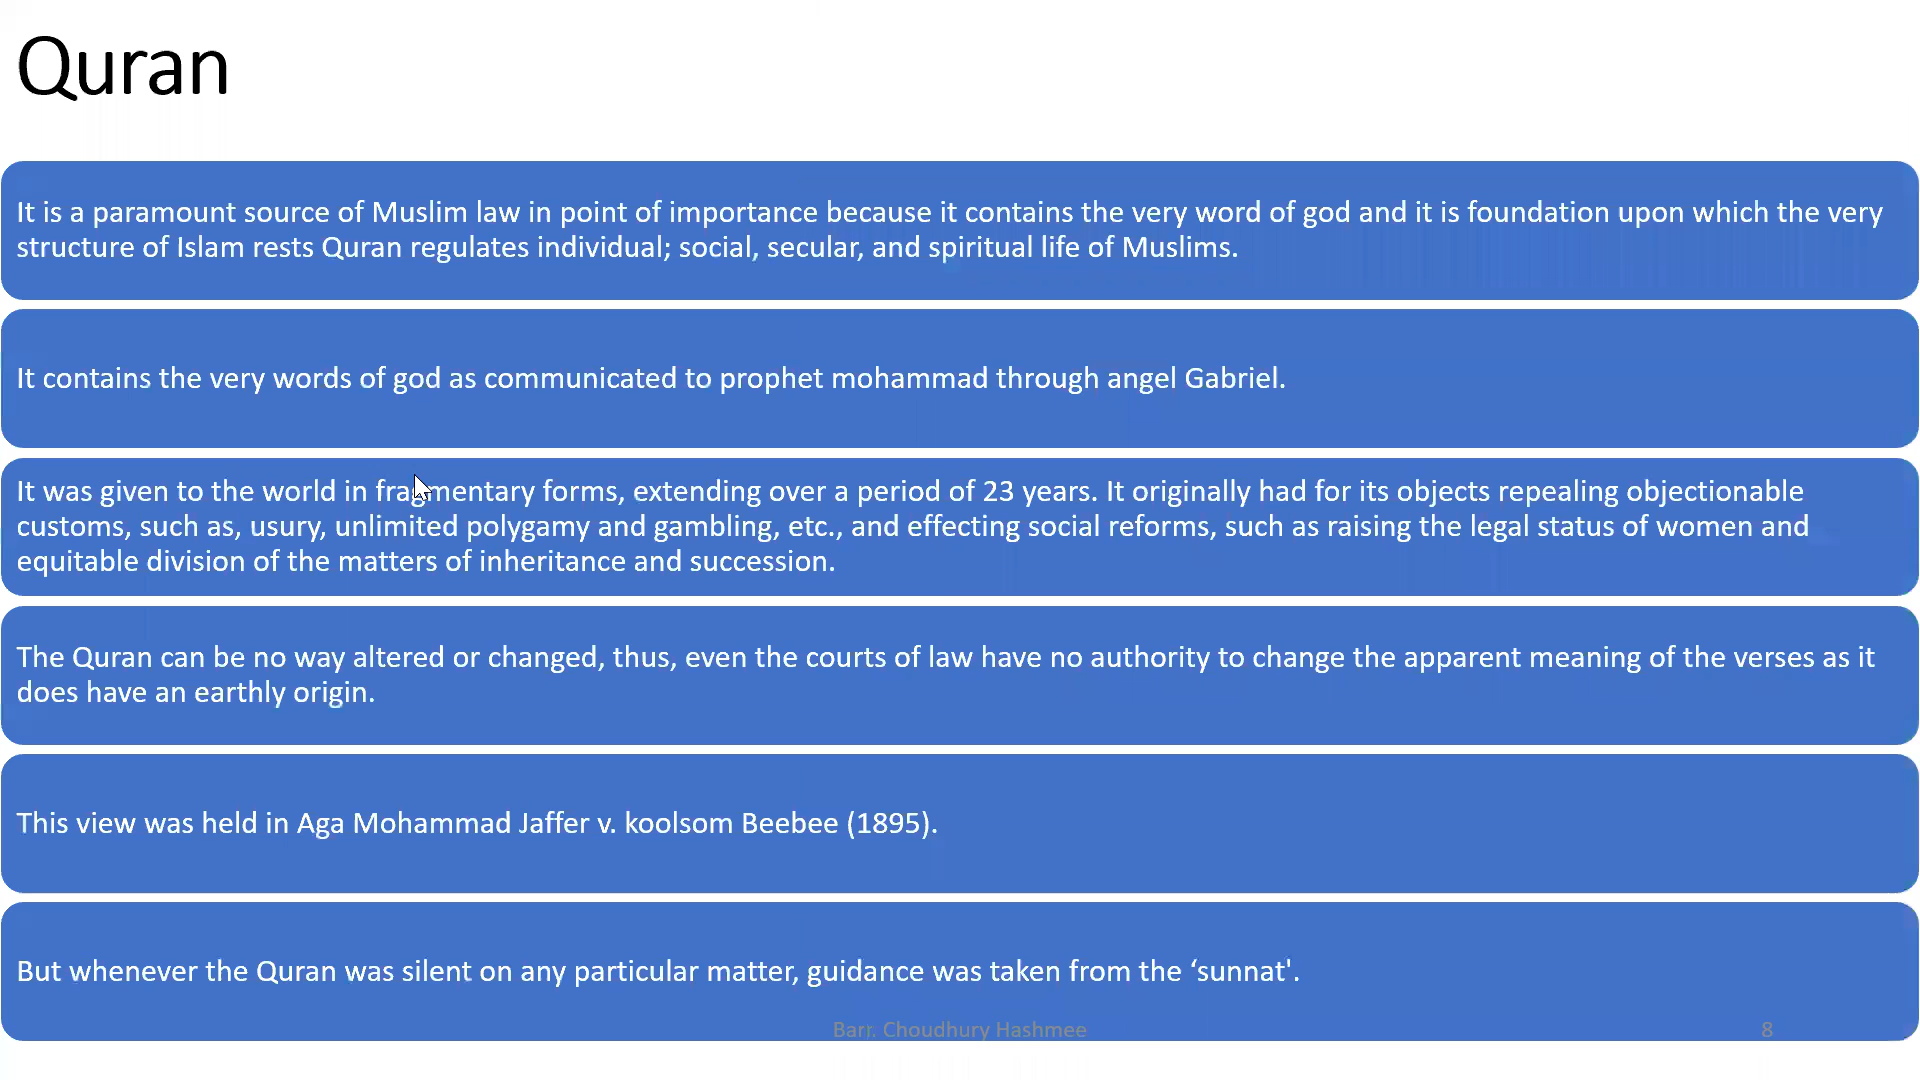 Quran
It is a paramount source of Muslim law in point of importance because it contains the very word of god and it is foundation upon which the very
structure of Islam rests Quran regulates individual; social, secular, and spiritual life of Muslims.
It contains the very words of god as communicated to prophet mohammad through angel Gabriel.
It was given to the world in fragmentary forms, extending over a period of 23 years. It originally had for its objects repealing objectionable
customs, such as, usury, unlimited polygamy and gambling, etc., and effecting social reforms, such as raising the legal status of women and
equitable division of the matters of inheritance and succession.
The Quran can be no way altered or changed, thus, even the courts of law have no authority to change the apparent meaning of the verses as it
does have an earthly origin.
This view was held in Aga Mohammad Jaffer v. koolsom Beebee (1895).
But whenever the Quran was silent on any particular matter, guidance was taken from the ‘sunnat'.
Barr. Choudhury Hashmee 8